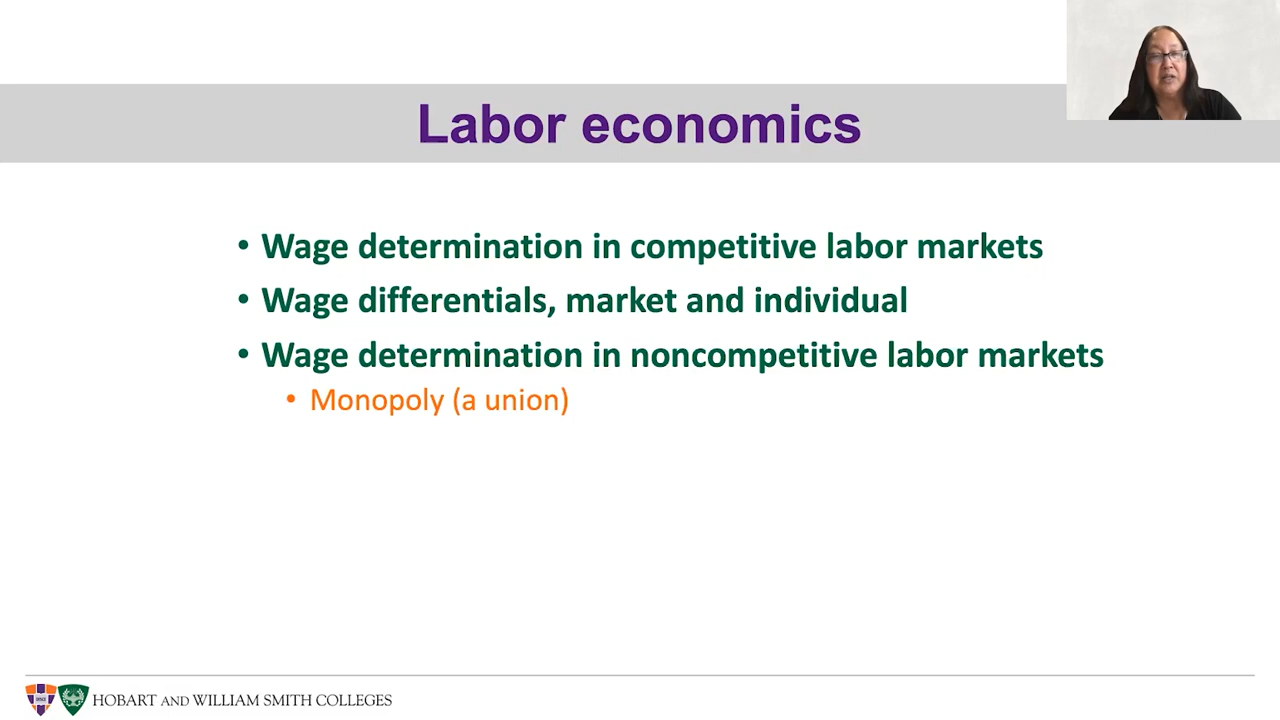 Labor economics
• Wage determination in competitive labor markets
• Wage differentials, market and individual
• Wage determination in noncompetitive labor markets
• Monopoly (a union)
HOBART AND WILLIAM SMITH COLLEGES